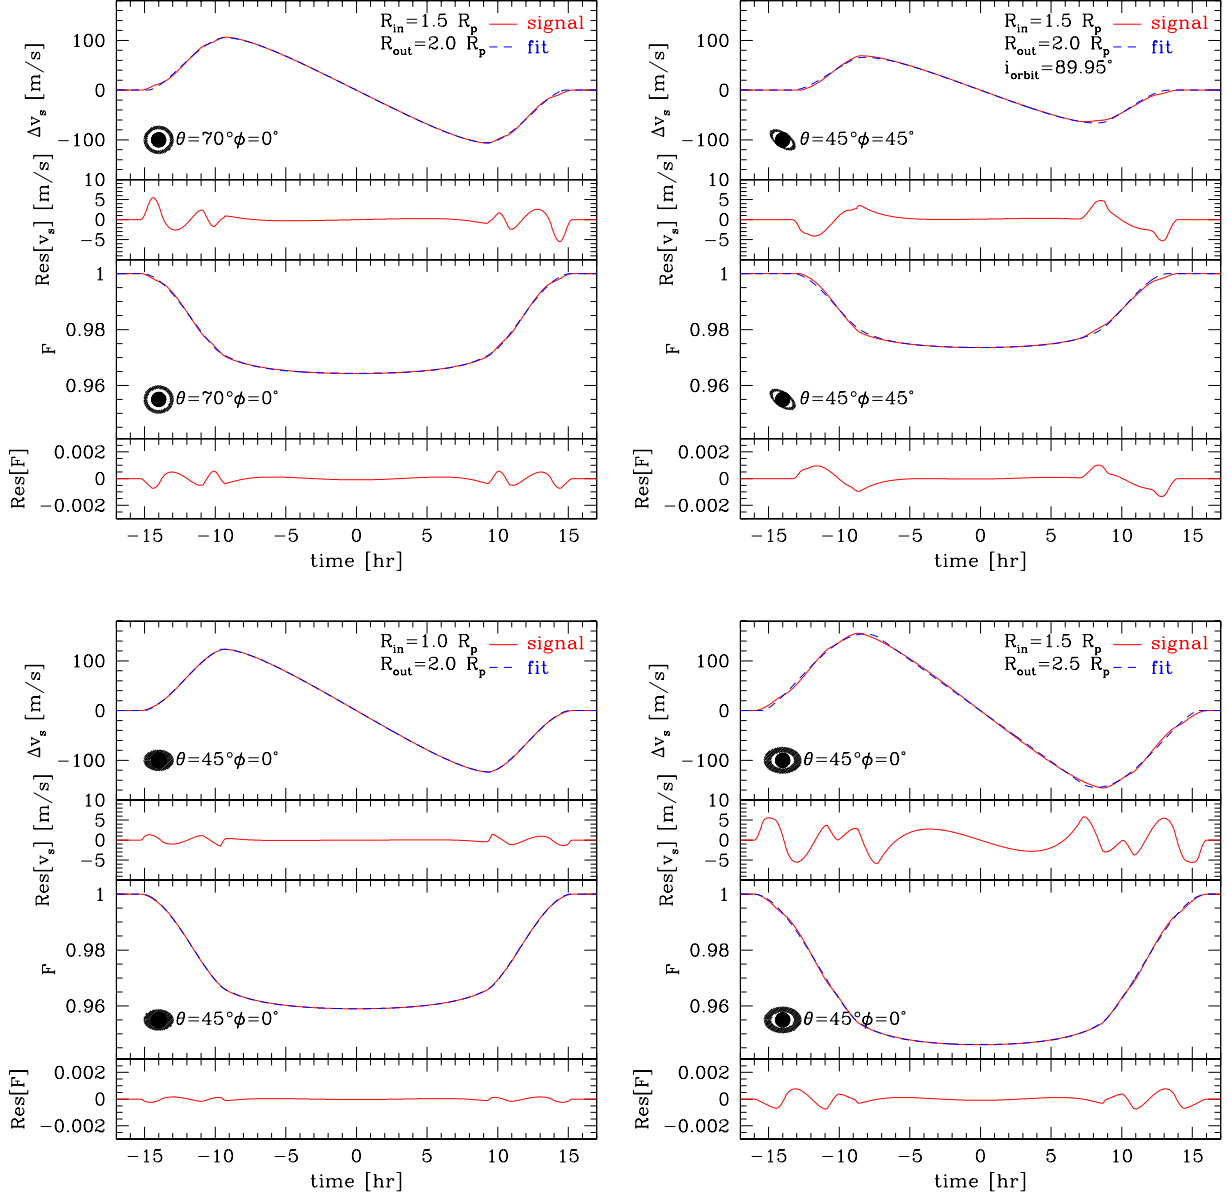 R_in=1.5 R_p signal
R_out=2.0 R_p fit
100
0
−100
Δv_s [m/s]
θ=70°φ=0°
10
5
0
−5
Res[v_s] [m/s]
1
0.98
0.96
F
θ=70°φ=0°
0.002
0
−0.002
Res[F]
−15 −10 −5 0 5 10 15
time [hr]
R_in=1.5 R_p signal
R_out=2.0 R_p fit
i_orbit=89.95°
100
0
−100
Δv_s [m/s]
θ=45°φ=45°
10
5
0
−5
Res[v_s] [m/s]
1
0.98
0.96
F
θ=45°φ=45°
0.002
0
−0.002
Res[F]
−15 −10 −5 0 5 10 15
time [hr]
R_in=1.0 R_p signal
R_out=2.0 R_p fit
100
0
−100
Δv_s [m/s]
θ=45°φ=0°
10
5
0
−5
Res[v_s] [m/s]
1
0.98
0.96
F
θ=45°φ=0°
0.002
0
−0.002
Res[F]
−15 −10 −5 0 5 10 15
time [hr]
R_in=1.5 R_p signal
R_out=2.5 R_p fit
100
0
−100
Δv_s [m/s]
θ=45°φ=0°
10
5
0
−5
Res[v_s] [m/s]
1
0.98
0.96
F
θ=45°φ=0°
0.002
0
−0.002
Res[F]
−15 −10 −5 0 5 10 15
time [hr]